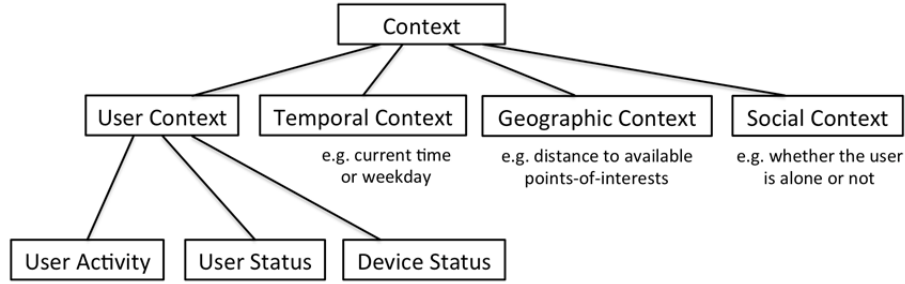 Context
User Context
Temporal Context
Geographic Context
Social Context
e.g. current time
or weekday
e.g. distance to available
points-of-interests
e.g. whether the user
is alone or not
User Activity
User Status
Device Status